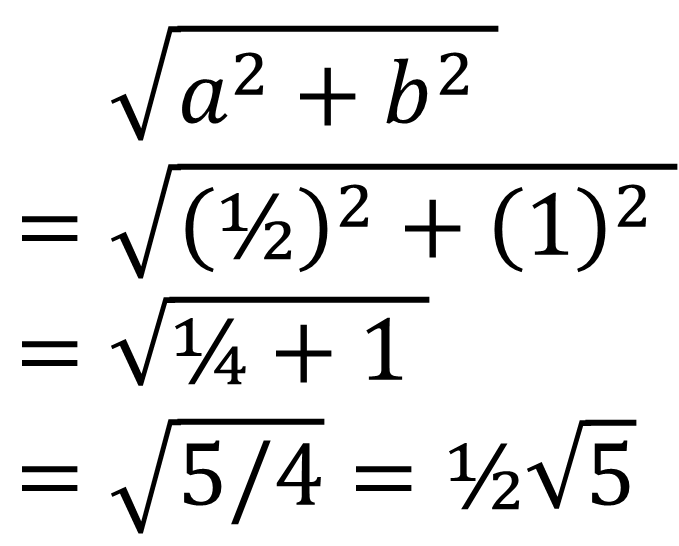 √(a² + b²)
= √((½)² + (1)²)
= √(¼ + 1)
= √(5/4) = ½√5